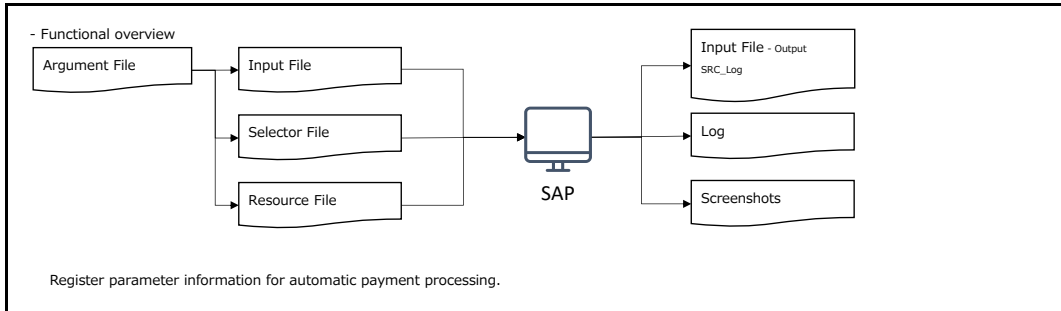 - Functional overview
Argument File
Input File
Selector File
Resource File
SAP
Input File - Output
SRC_Log
Log
Screenshots
Register parameter information for automatic payment processing.